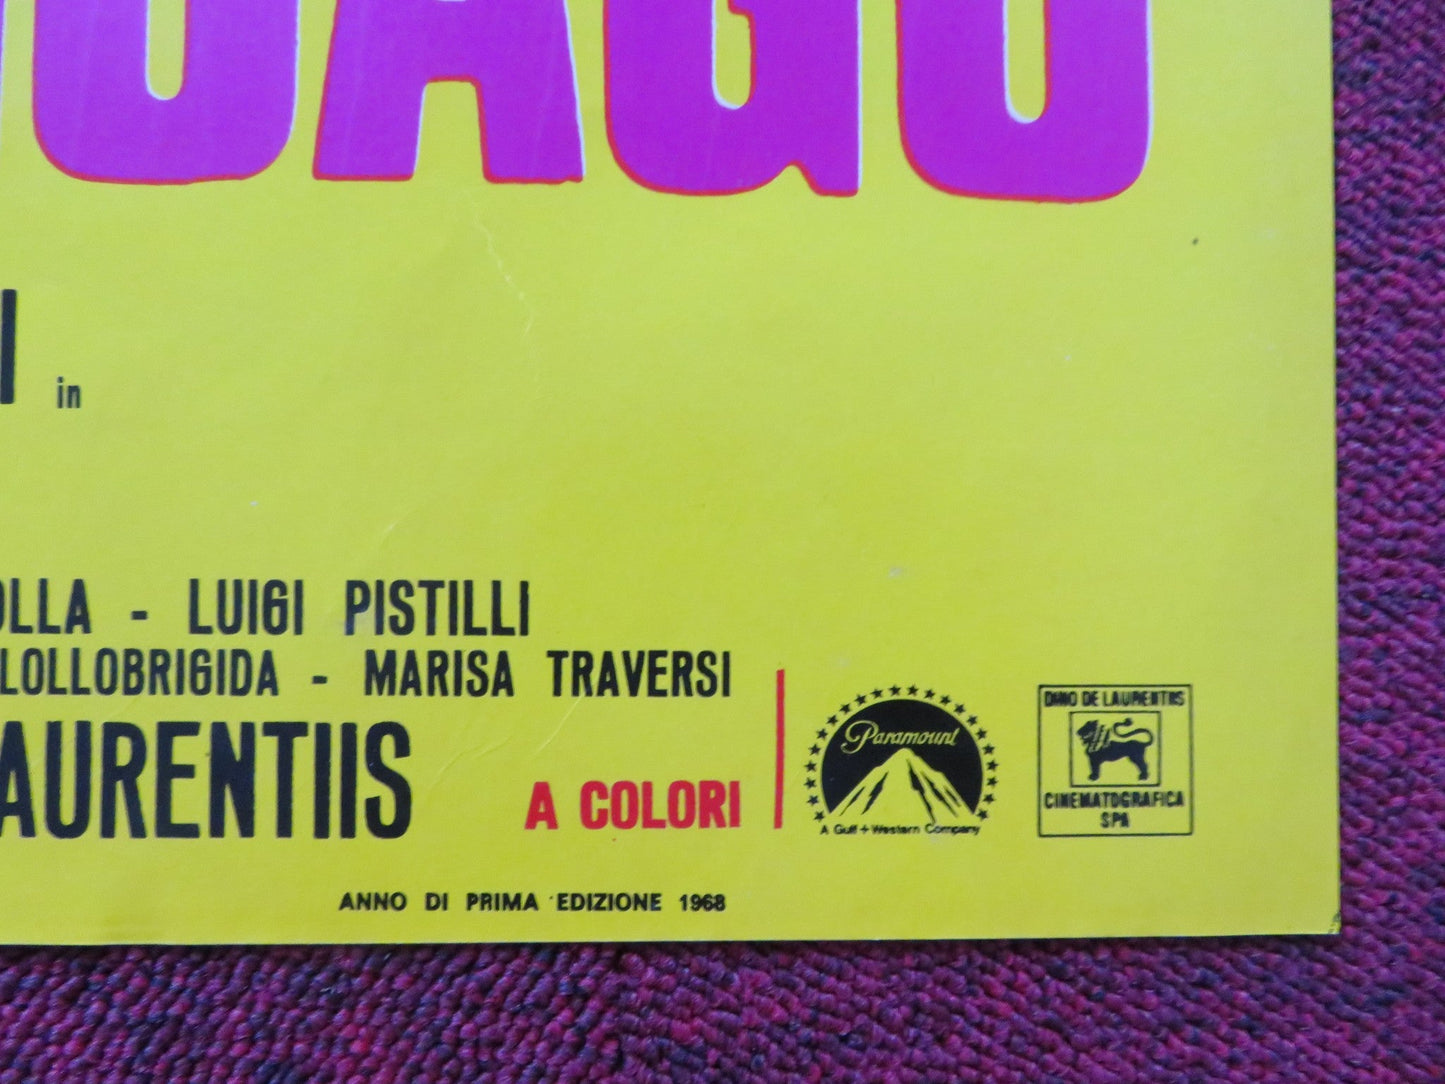 UAGO
I in
OLLA - LUIGI PISTILLI
LOLLOBRIGIDA - MARISA TRAVERSI
AURENTIIS
A COLORI
Paramount
A Gulf + Western Company
DINO DE LAURENTIIS
CINEMATOGRAFICA
SPA
ANNO DI PRIMA EDIZIONE 1968